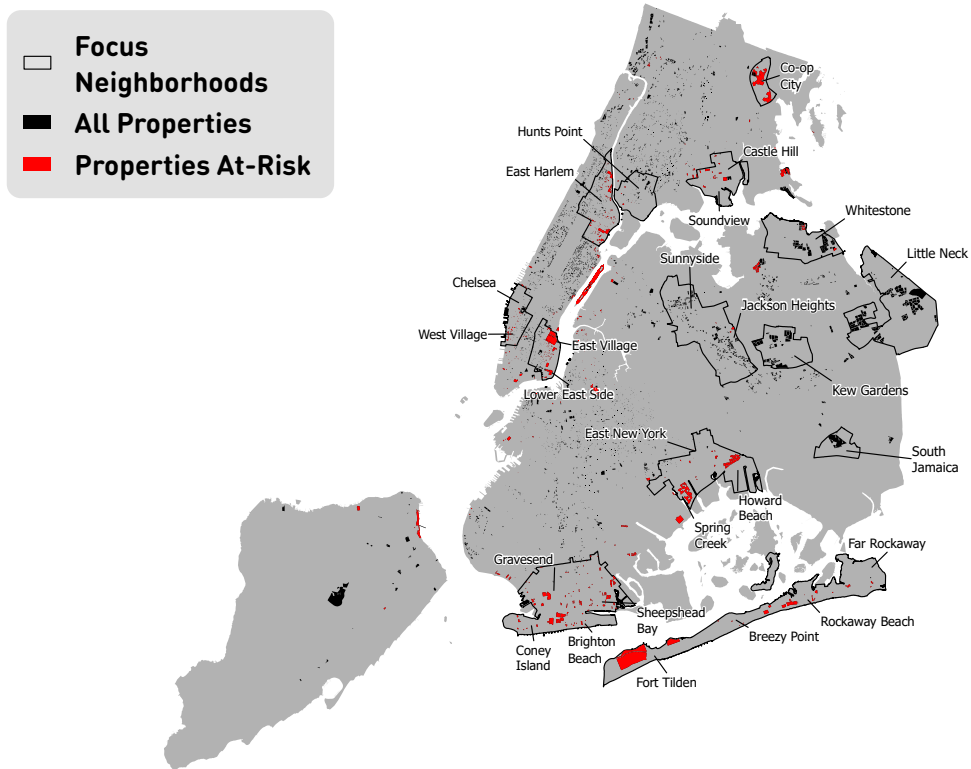 Focus
Neighborhoods
All Properties
Properties At-Risk
Co-op
City
Hunts Point
Castle Hill
East Harlem
Soundview
Whitestone
Little Neck
Sunnyside
Chelsea
Jackson Heights
West Village
East Village
Lower East Side
Kew Gardens
East New York
South
Jamaica
Howard
Beach
Spring
Creek
Far Rockaway
Gravesend
Sheepshead
Bay
Rockaway Beach
Breezy Point
Brighton
Beach
Coney
Island
Fort Tilden